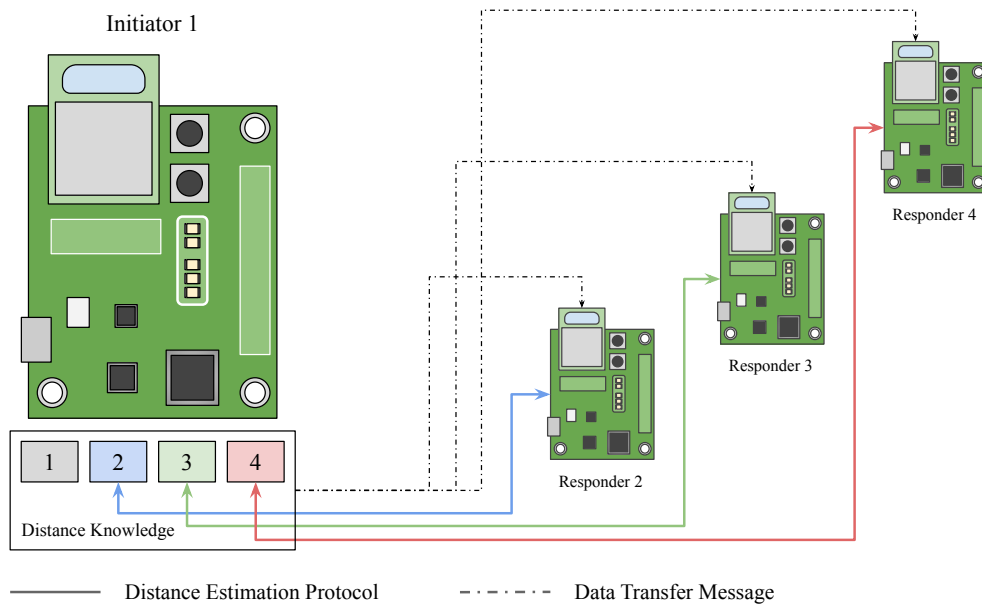 Initiator 1
Responder 4
Responder 3
Responder 2
1 2 3 4
Distance Knowledge
Distance Estimation Protocol
Data Transfer Message